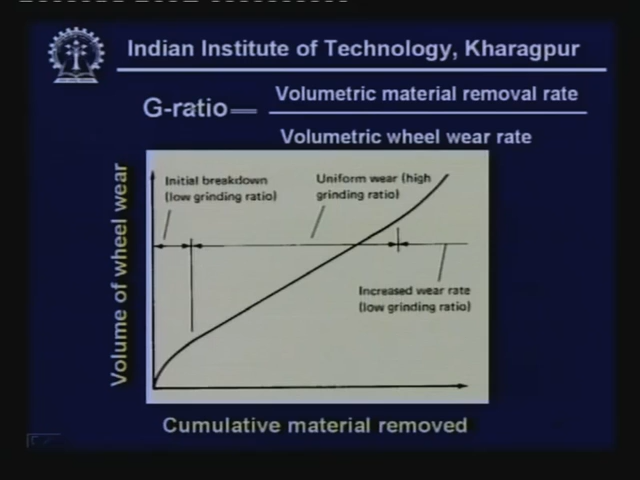 Indian Institute of Technology, Kharagpur
G-ratio = Volumetric material removal rate
Volumetric wheel wear rate
Initial breakdown
(low grinding ratio)
Uniform wear (high
grinding ratio)
Increased wear rate
(low grinding ratio)
Volume of wheel wear
Cumulative material removed